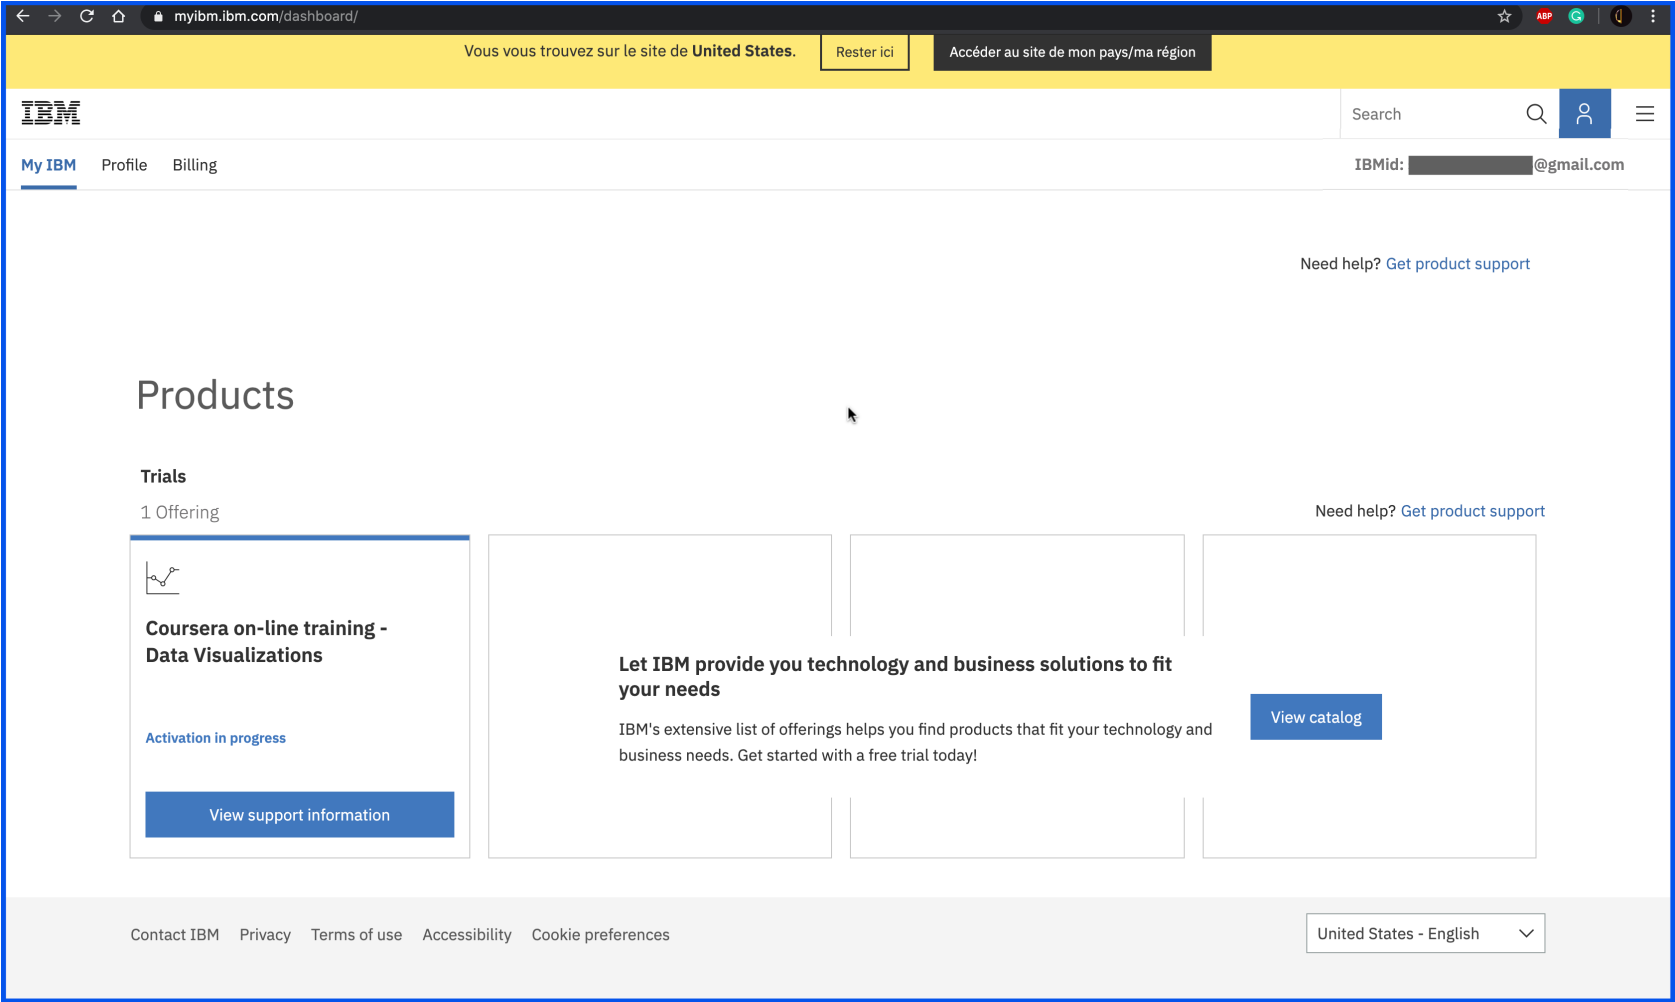 myibm.ibm.com/dashboard/
ABP
G
Vous vous trouvez sur le site de United States.
Rester ici
Accéder au site de mon pays/ma région
IBM
Search
My IBM
Profile
Billing
IBMid:
@gmail.com
Need help? Get product support
Products
Trials
1 Offering
Need help? Get product support
Coursera on-line training -
Data Visualizations
Activation in progress
View support information
Let IBM provide you technology and business solutions to fit
your needs
IBM's extensive list of offerings helps you find products that fit your technology and
business needs. Get started with a free trial today!
View catalog
Contact IBM
Privacy
Terms of use
Accessibility
Cookie preferences
United States - English